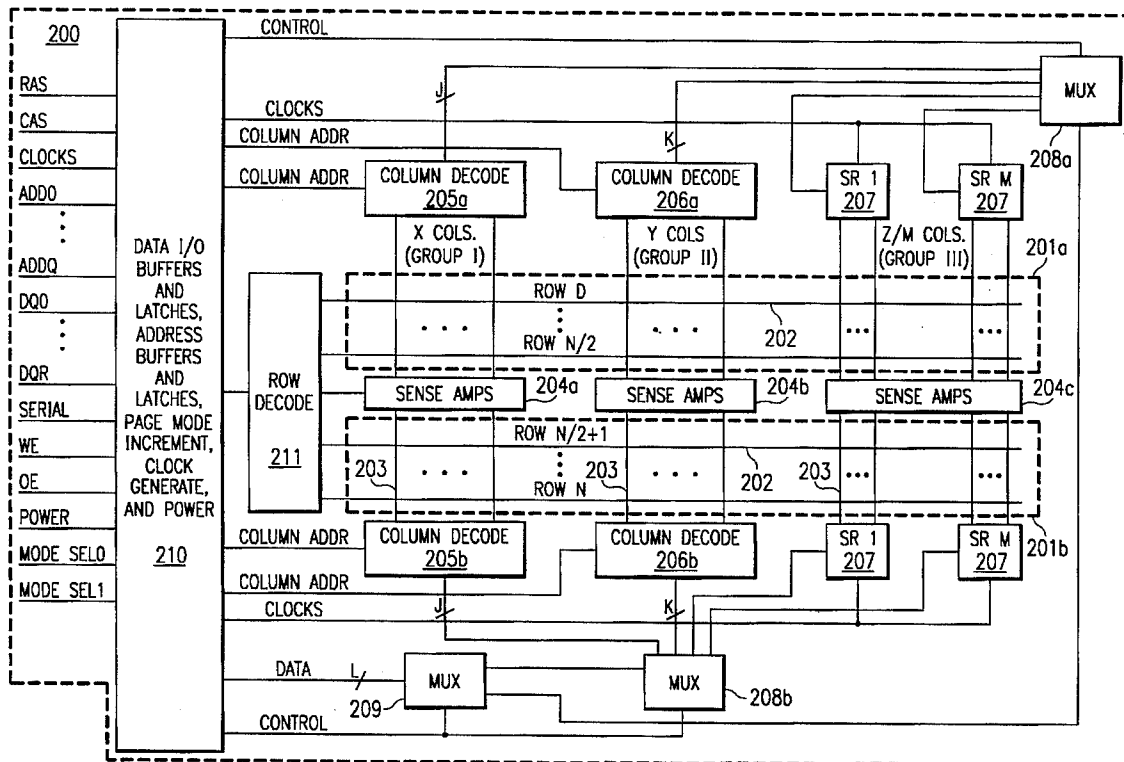 200
RAS
CAS
CLOCKS
ADDO
ADDQ
DQO
DQR
SERIAL
WE
OE
POWER
MODE SEL0
MODE SEL1
DATA I/O
BUFFERS
AND
LATCHES,
ADDRESS
BUFFERS
AND
LATCHES,
PAGE MODE
INCREMENT,
CLOCK
GENERATE,
AND POWER
210
CONTROL
MUX
208a
J
K
CLOCKS
COLUMN ADDR
COLUMN ADDR
COLUMN DECODE
205a
COLUMN DECODE
206a
SR 1
207
SR M
207
X COLS.
(GROUP I)
Y COLS
(GROUP II)
Z/M COLS.
(GROUP III)
201a
ROW D
202
ROW N/2
ROW
DECODE
211
SENSE AMPS
204a
SENSE AMPS
204b
SENSE AMPS
204c
ROW N/2+1
203
203
202
203
ROW N
201b
COLUMN ADDR
COLUMN DECODE
205b
COLUMN DECODE
206b
SR 1
207
SR M
207
COLUMN ADDR
CLOCKS
J
K
DATA
L
MUX
209
MUX
208b
CONTROL